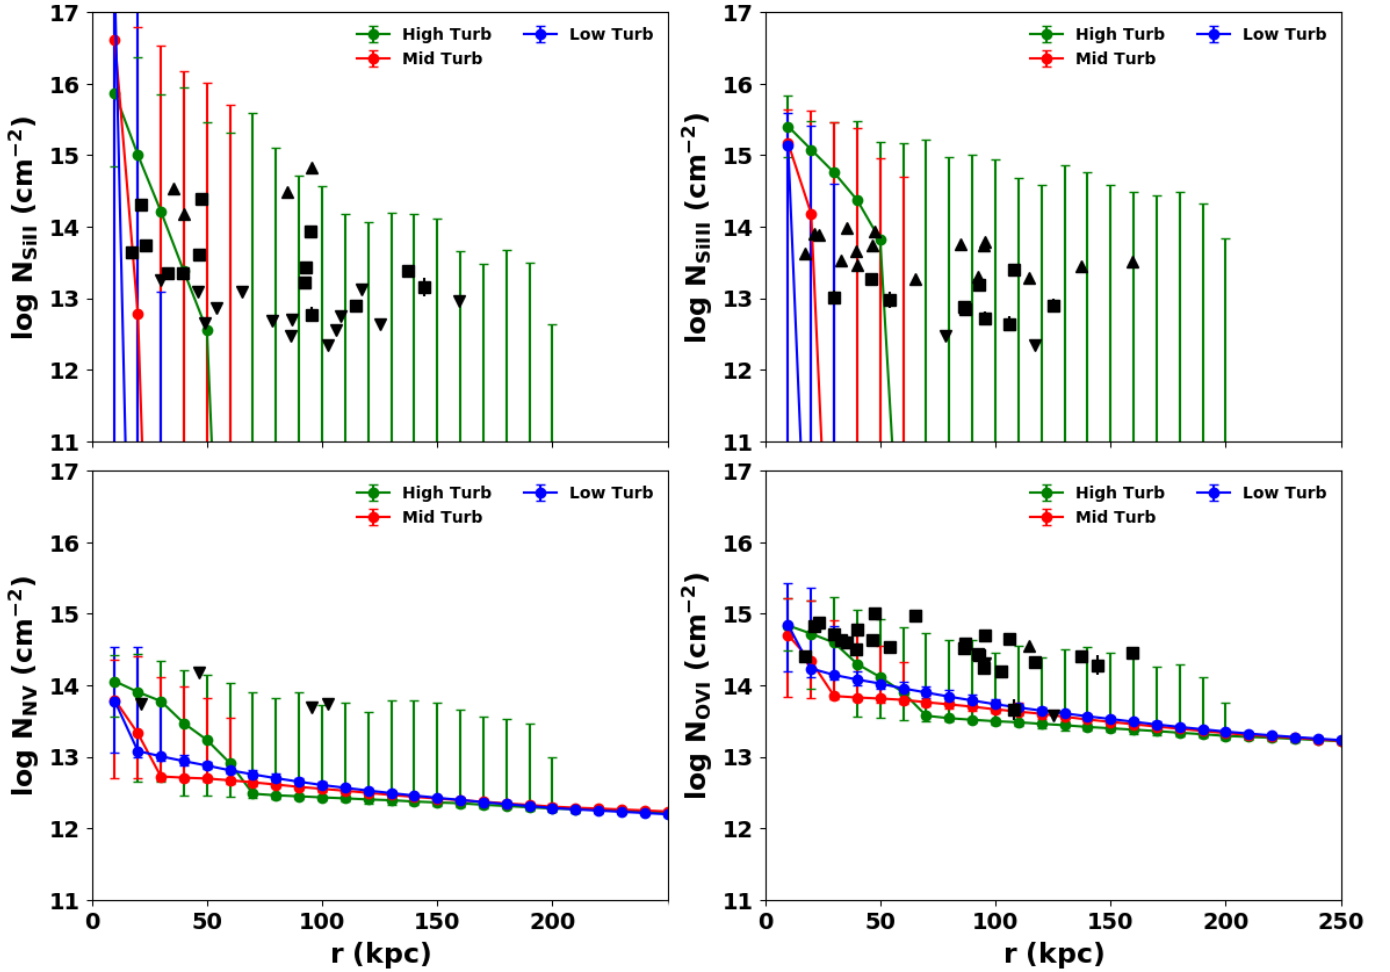 17
16
15
14
13
12
11
log N_SiII (cm^−2)
High Turb
Mid Turb
Low Turb
17
16
15
14
13
12
11
log N_SiIII (cm^−2)
High Turb
Mid Turb
Low Turb
17
16
15
14
13
12
11
log N_NV (cm^−2)
High Turb
Mid Turb
Low Turb
0 50 100 150 200
r (kpc)
17
16
15
14
13
12
11
log N_OVI (cm^−2)
High Turb
Mid Turb
Low Turb
0 50 100 150 200 250
r (kpc)